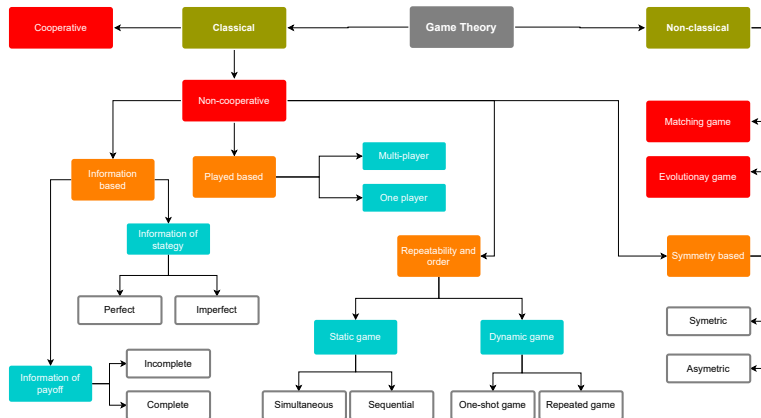 Cooperative
Classical
Game Theory
Non-classical
Non-cooperative
Matching game
Multi-player
Information
based
Played based
Evolutionay game
One player
Information of
stategy
Repeatability and
order
Symmetry based
Perfect
Imperfect
Symetric
Static game
Dynamic game
Incomplete
Information of
payoff
Asymetric
Complete
Simultaneous
Sequential
One-shot game
Repeated game